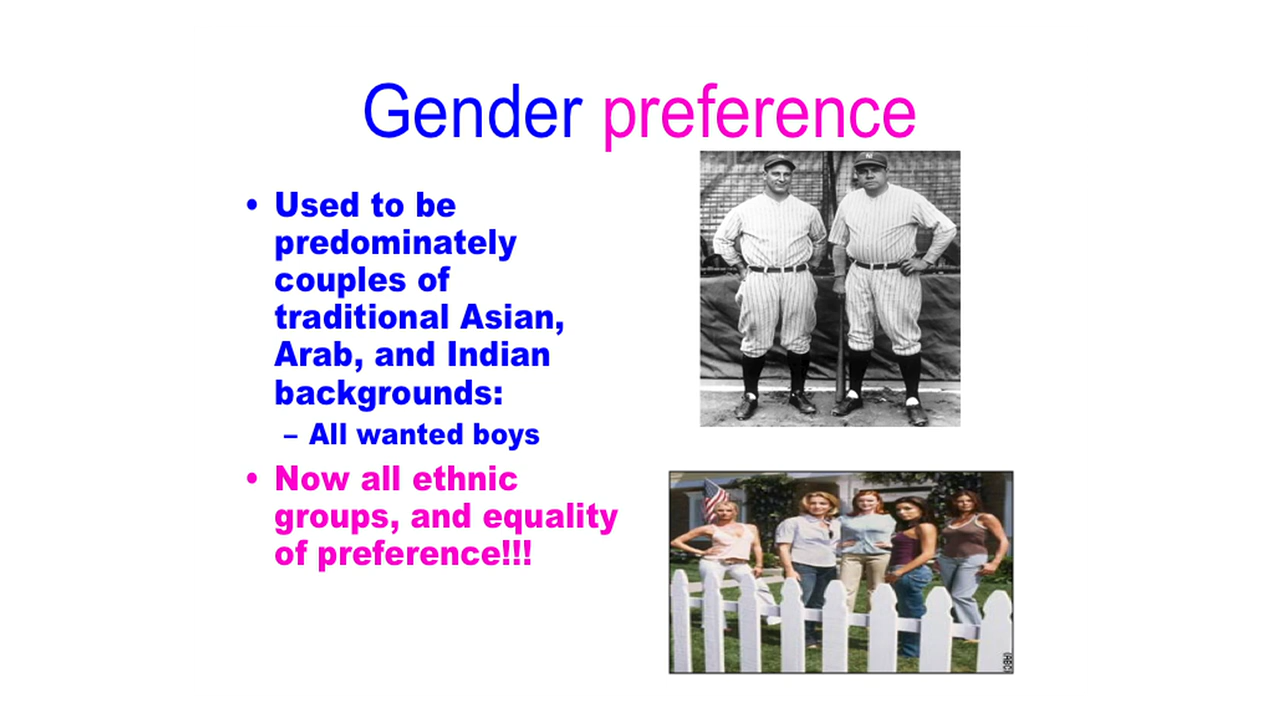 Gender preference
• Used to be
predominately
couples of
traditional Asian,
Arab, and Indian
backgrounds:
– All wanted boys
• Now all ethnic
groups, and equality
of preference!!!
(ABC)